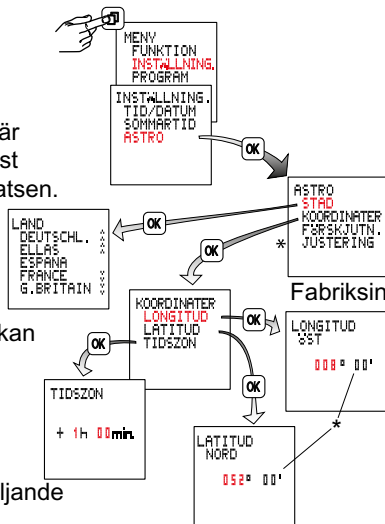 MENY
FUNKTION
INSTÄLLNING.
PROGRAM
INSTÄLLNING.
TID/DATUM
SOMMARTID
ASTRO
är
st
atsen.
OK
ASTRO
STAD
KOORDINATER
FÖRSKJUTN.
* JUSTERING
OK
LAND
DEUTSCHL.
ELLAS
ESPANA
FRANCE
G.BRITAIN
OK
Fabriksin
KOORDINATER
LONGITUD
LATITUD
TIDSZON
OK
LONGITUD
ÖST
008° 00'
kan
OK
OK
TIDSZON
+ 1h 00min.
*
LATITUD
NORD
052° 00'
ljande